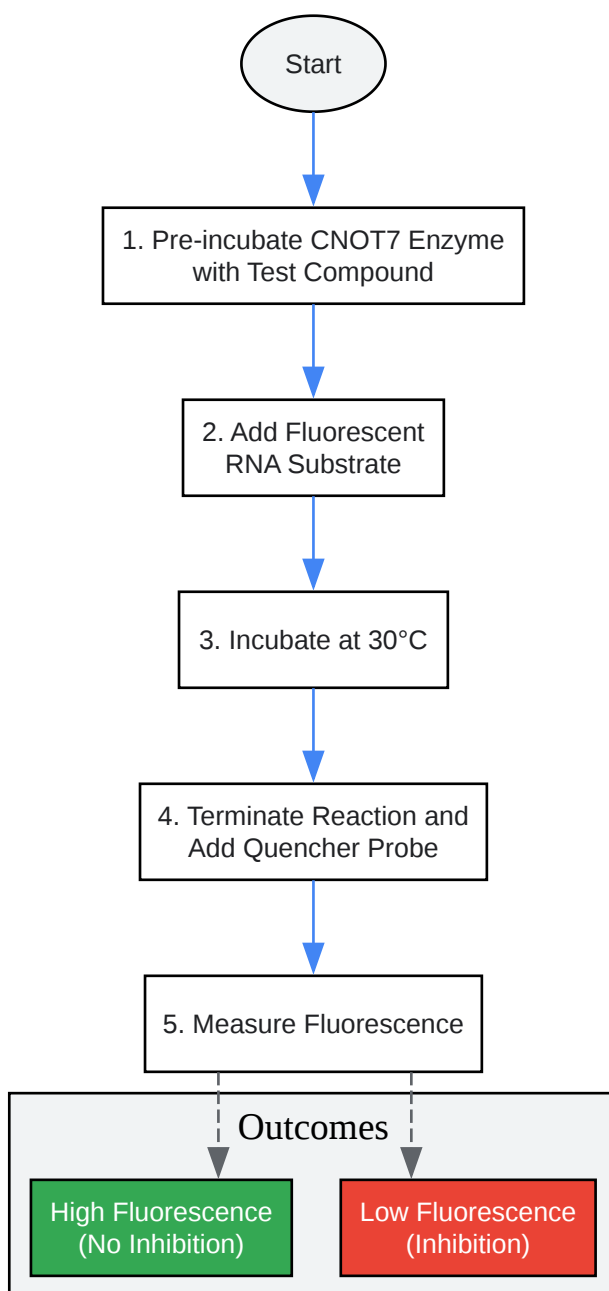 Start
1. Pre-incubate CNOT7 Enzyme
with Test Compound
2. Add Fluorescent
RNA Substrate
3. Incubate at 30°C
4. Terminate Reaction and
Add Quencher Probe
5. Measure Fluorescence
Outcomes
High Fluorescence
(No Inhibition)
Low Fluorescence
(Inhibition)